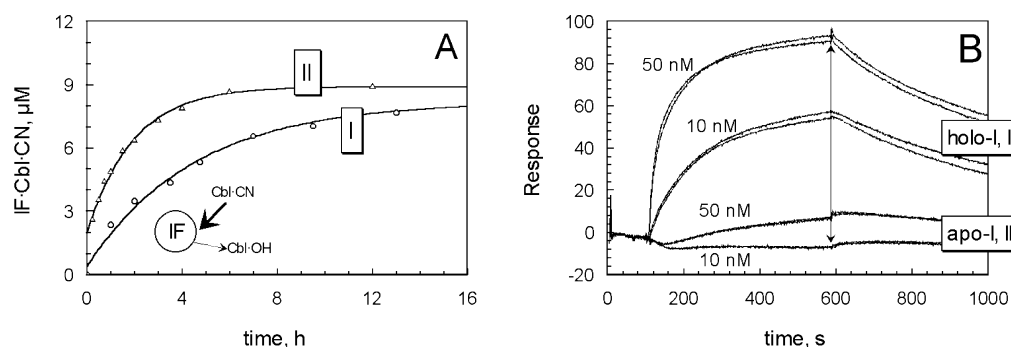 12
9
6
3
0
IF·Cbl·CN, µM
A
II
I
Cbl·CN
IF
Cbl·OH
0
4
8
12
16
time, h
100
80
60
40
20
0
-20
Response
B
50 nM
10 nM
50 nM
10 nM
holo-I, I
apo-I, II
0
200
400
600
800
1000
time, s